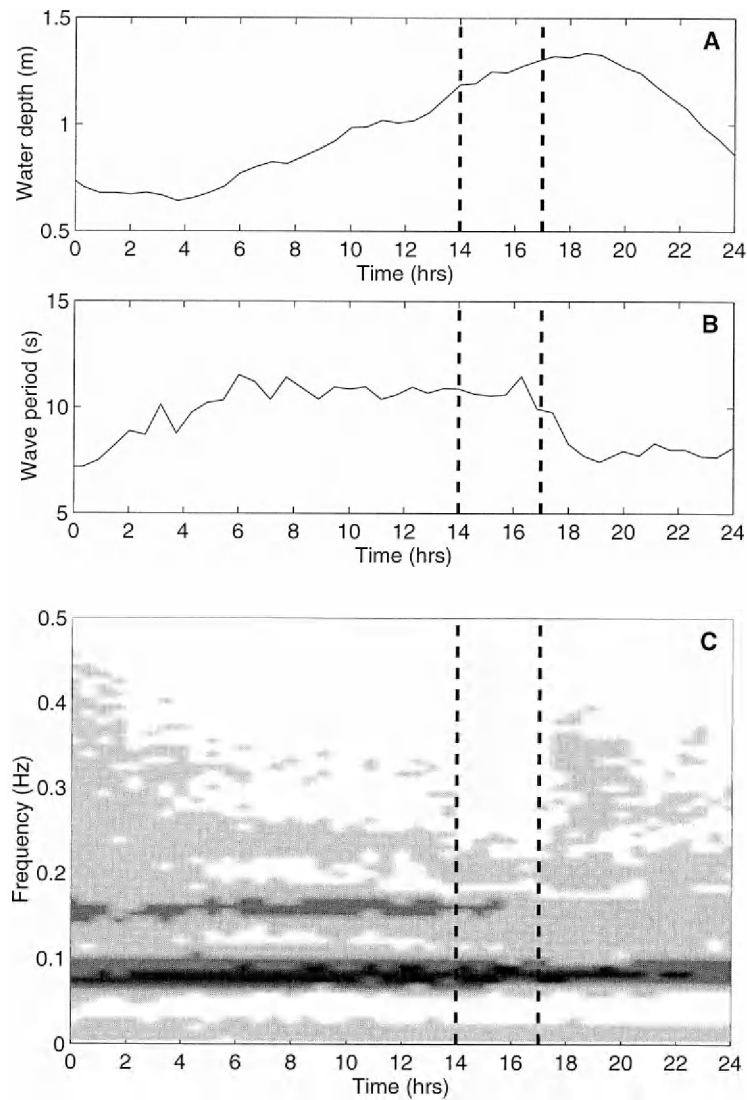 A
Water depth (m)
1.5
1
0.5
0 2 4 6 8 10 12 14 16 18 20 22 24
Time (hrs)
B
Wave period (s)
15
10
5
0 2 4 6 8 10 12 14 16 18 20 22 24
Time (hrs)
C
Frequency (Hz)
0.5
0.4
0.3
0.2
0.1
0
0 2 4 6 8 10 12 14 16 18 20 22 24
Time (hrs)